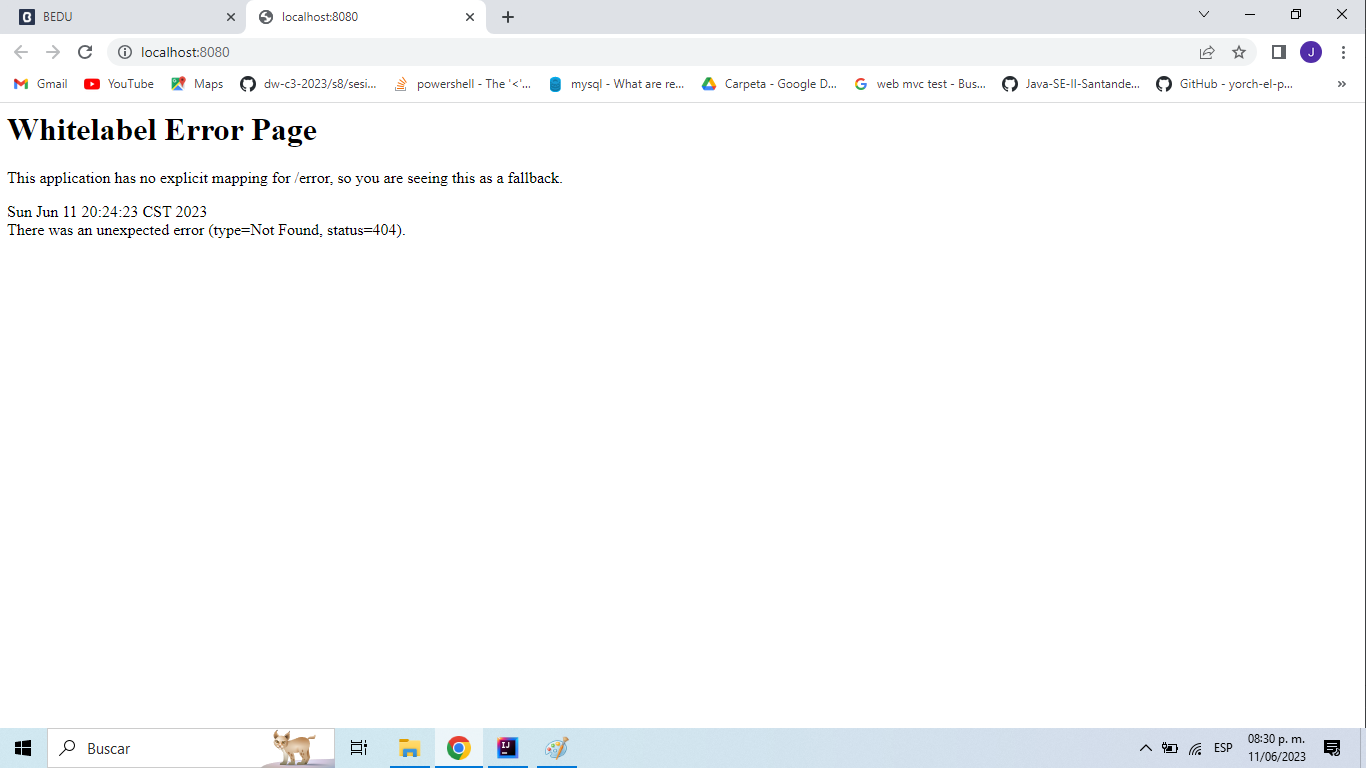 BEDU
localhost:8080
localhost:8080
J
Gmail
YouTube
Maps
dw-c3-2023/s8/sesi...
powershell - The '<'...
mysql - What are re...
Carpeta - Google D...
web mvc test - Bus...
Java-SE-II-Santande...
GitHub - yorch-el-p...
»
Whitelabel Error Page
This application has no explicit mapping for /error, so you are seeing this as a fallback.
Sun Jun 11 20:24:23 CST 2023
There was an unexpected error (type=Not Found, status=404).
Buscar
IJ
ESP
08:30 p. m.
11/06/2023